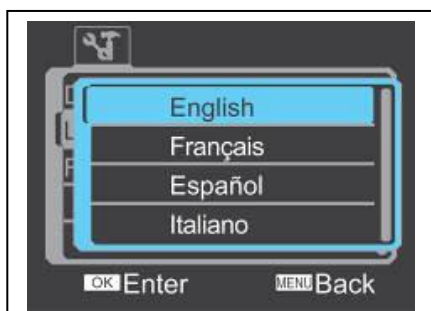 English
Français
Español
Italiano
OK Enter MENU Back